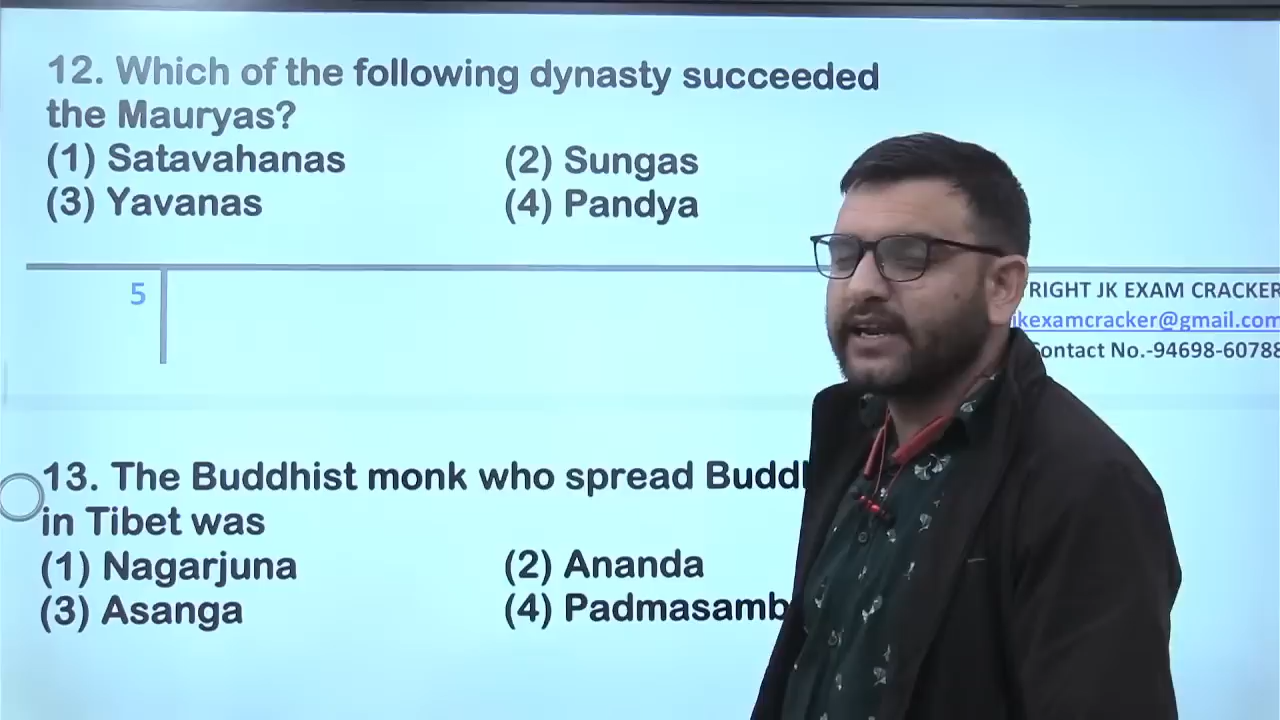 12. Which of the following dynasty succeeded
the Mauryas?
(1) Satavahanas (2) Sungas
(3) Yavanas (4) Pandya
5
RIGHT JK EXAM CRACKER
jkexamcracker@gmail.com
Contact No.-94698-60788
13. The Buddhist monk who spread
in Tibet was
(1) Nagarjuna (2) Ananda
(3) Asanga (4) Padmasamb